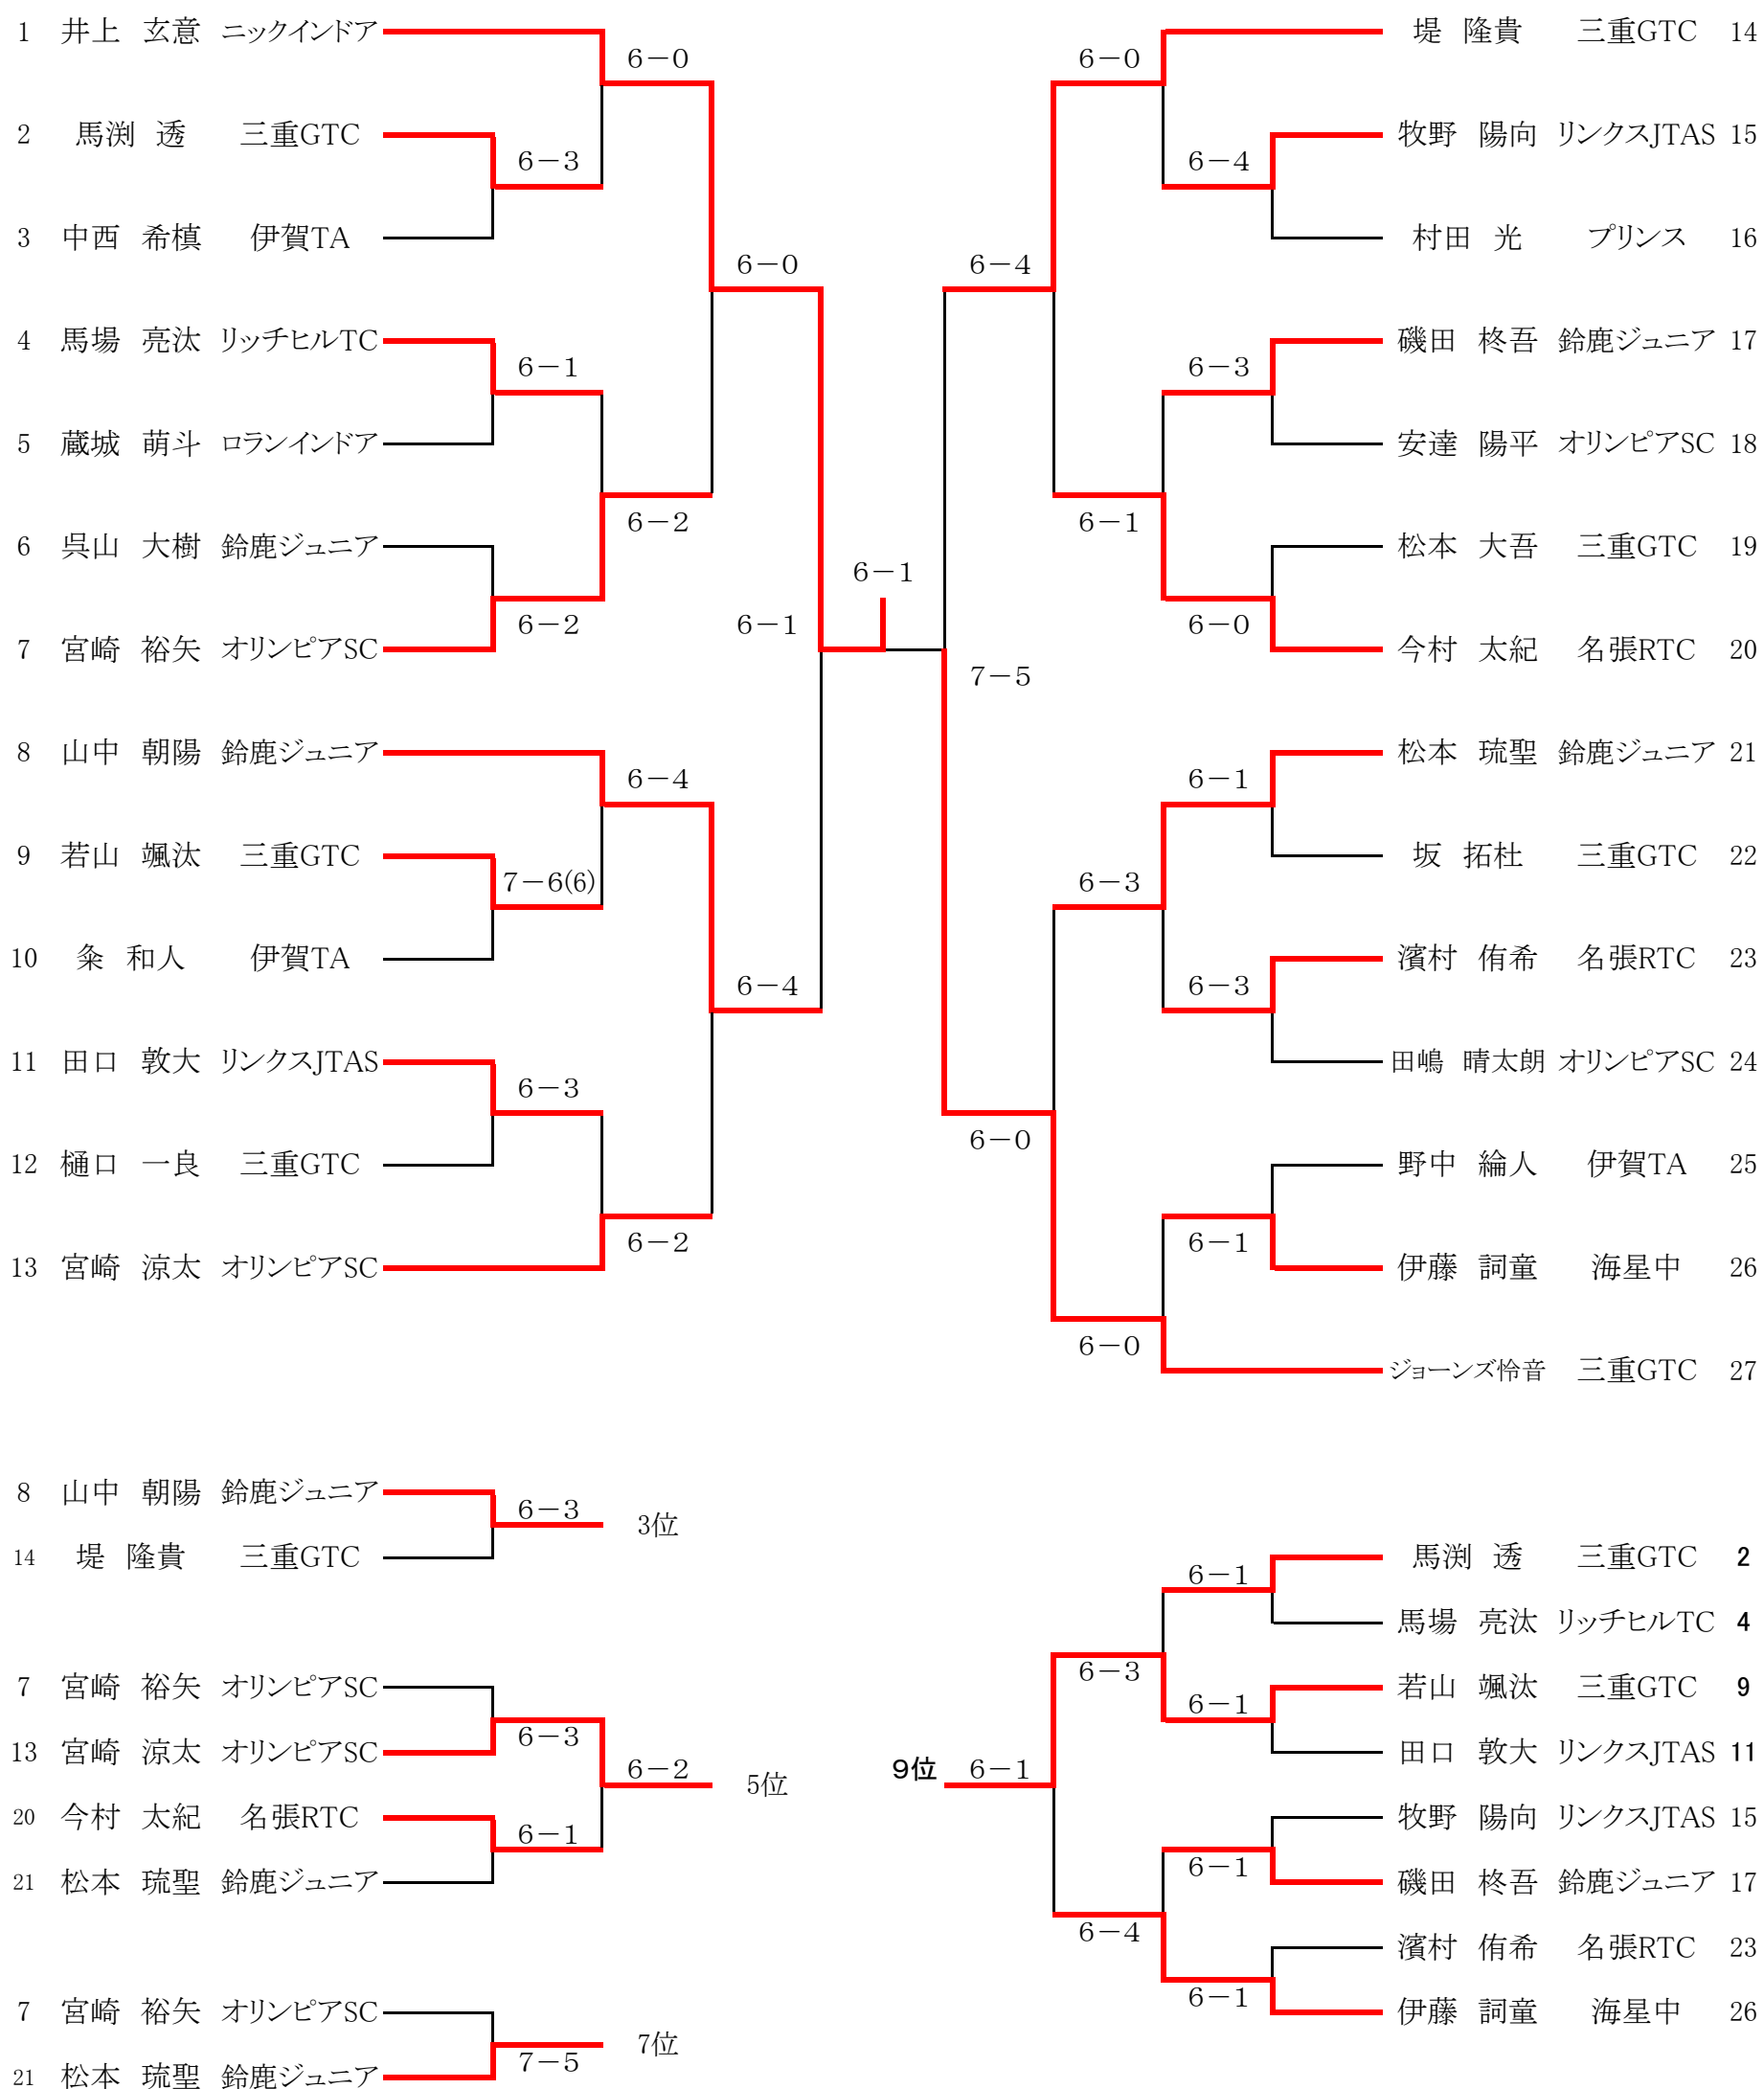 1 井上 玄意 ニックインドア
6-0
2 馬渕 透 三重GTC
6-3
3 中西 希槙 伊賀TA
6-0
4 馬場 亮汰 リッチヒルTC
6-1
5 蔵城 萌斗 ロランインドア
6-2
6 呉山 大樹 鈴鹿ジュニア
6-2
7 宮崎 裕矢 オリンピアSC
6-1
6-1
8 山中 朝陽 鈴鹿ジュニア
6-4
9 若山 颯汰 三重GTC
7-6(6)
10 粂 和人 伊賀TA
6-4
11 田口 敦大 リンクスJTAS
6-3
12 樋口 一良 三重GTC
6-2
13 宮崎 涼太 オリンピアSC
堤 隆貴 三重GTC 14
6-0
牧野 陽向 リンクスJTAS 15
6-4
村田 光 プリンス 16
6-4
磯田 柊吾 鈴鹿ジュニア 17
6-3
安達 陽平 オリンピアSC 18
6-1
松本 大吾 三重GTC 19
6-0
今村 太紀 名張RTC 20
7-5
松本 琉聖 鈴鹿ジュニア 21
6-1
坂 拓杜 三重GTC 22
6-3
濱村 侑希 名張RTC 23
6-3
田嶋 晴太朗 オリンピアSC 24
6-0
野中 綸人 伊賀TA 25
6-1
伊藤 詞童 海星中 26
6-0
ジョーンズ怜音 三重GTC 27
8 山中 朝陽 鈴鹿ジュニア
6-3 3位
14 堤 隆貴 三重GTC
7 宮崎 裕矢 オリンピアSC
6-3
13 宮崎 涼太 オリンピアSC
6-2 5位
20 今村 太紀 名張RTC
6-1
21 松本 琉聖 鈴鹿ジュニア
7 宮崎 裕矢 オリンピアSC
7-5 7位
21 松本 琉聖 鈴鹿ジュニア
馬渕 透 三重GTC 2
6-1
馬場 亮汰 リッチヒルTC 4
6-3
若山 颯汰 三重GTC 9
6-1
田口 敦大 リンクスJTAS 11
9位 6-1
牧野 陽向 リンクスJTAS 15
6-1
磯田 柊吾 鈴鹿ジュニア 17
6-4
濱村 侑希 名張RTC 23
6-1
伊藤 詞童 海星中 26